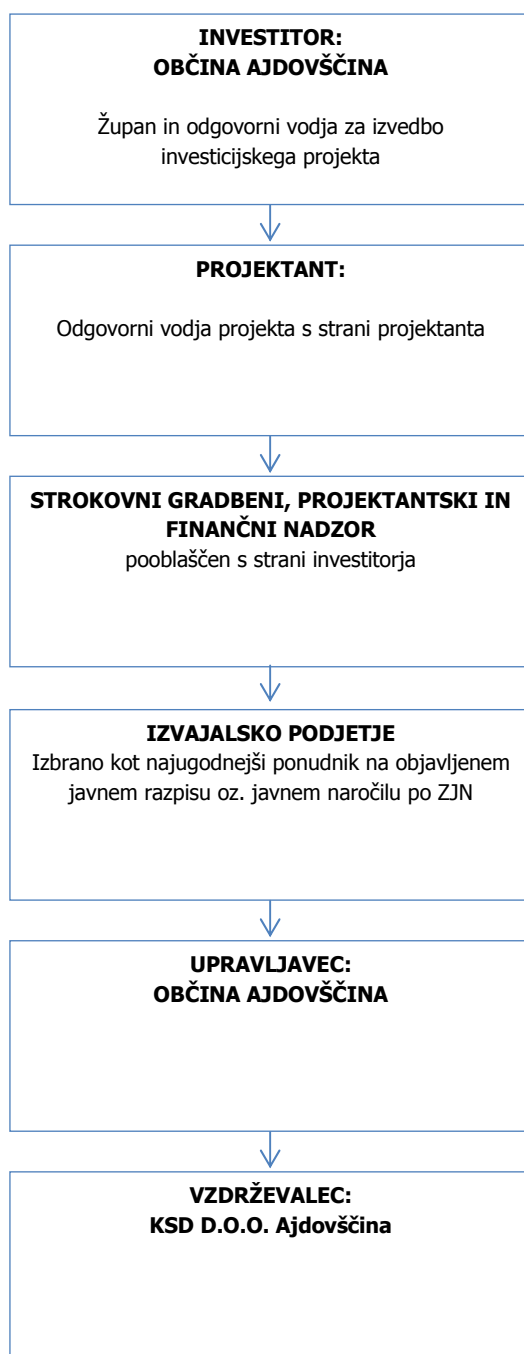 INVESTITOR:
OBČINA AJDOVŠČINA
Župan in odgovorni vodja za izvedbo
investicijskega projekta
PROJEKTANT:
Odgovorni vodja projekta s strani projektanta
STROKOVNI GRADBENI, PROJEKTANTSKI IN
FINANČNI NADZOR
pooblaščen s strani investitorja
IZVAJALSKO PODJETJE
Izbrano kot najugodnejši ponudnik na objavljenem
javnem razpisu oz. javnem naročilu po ZJN
UPRAVLJAVEC:
OBČINA AJDOVŠČINA
VZDRŽEVALEC:
KSD D.O.O. Ajdovščina